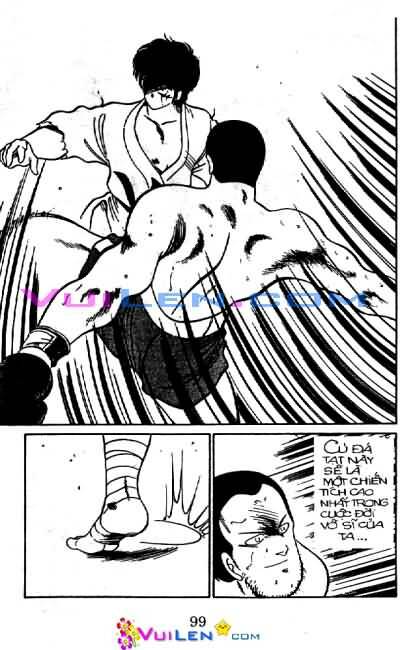 VuiLen.com
CÚ ĐÁ
TẠT NÀY
SẼ LÀ
MỘT CHIẾN
TÍCH CAO
NHẤT TRONG
CUỘC ĐỜI
VÕ SĨ CỦA
TA...
99
VuiLen.com